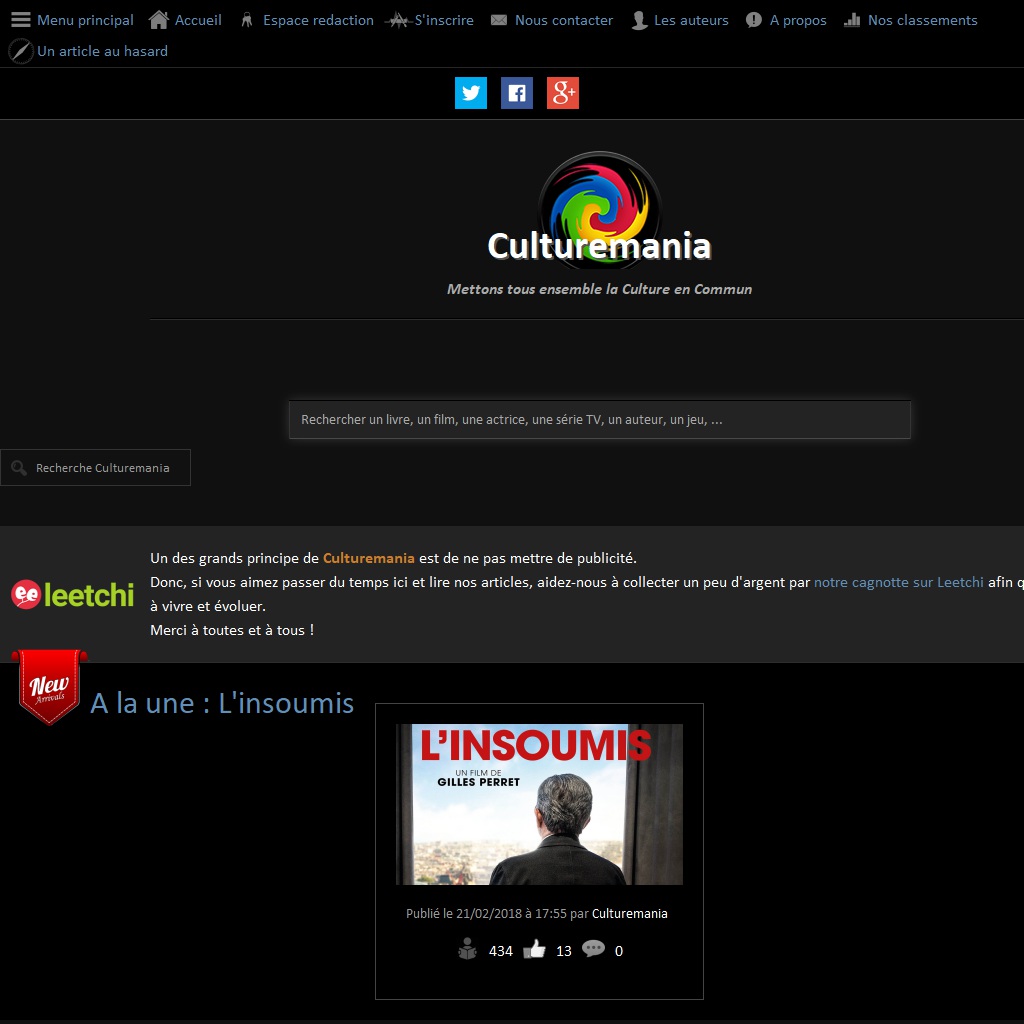 Menu principal Accueil Espace redaction S'inscrire Nous contacter Les auteurs A propos Nos classements
Un article au hasard
g+
Culturemania
Mettons tous ensemble la Culture en Commun
Rechercher un livre, un film, une actrice, une série TV, un auteur, un jeu, ...
Recherche Culturemania
Un des grands principe de Culturemania est de ne pas mettre de publicité.
Donc, si vous aimez passer du temps ici et lire nos articles, aidez-nous à collecter un peu d'argent par notre cagnotte sur Leetchi afin q
à vivre et évoluer.
Merci à toutes et à tous !
leetchi
New
Arrivals
A la une : L'insoumis
L'INSOUMIS
UN FILM DE
GILLES PERRET
Publié le 21/02/2018 à 17:55 par Culturemania
434 13 0